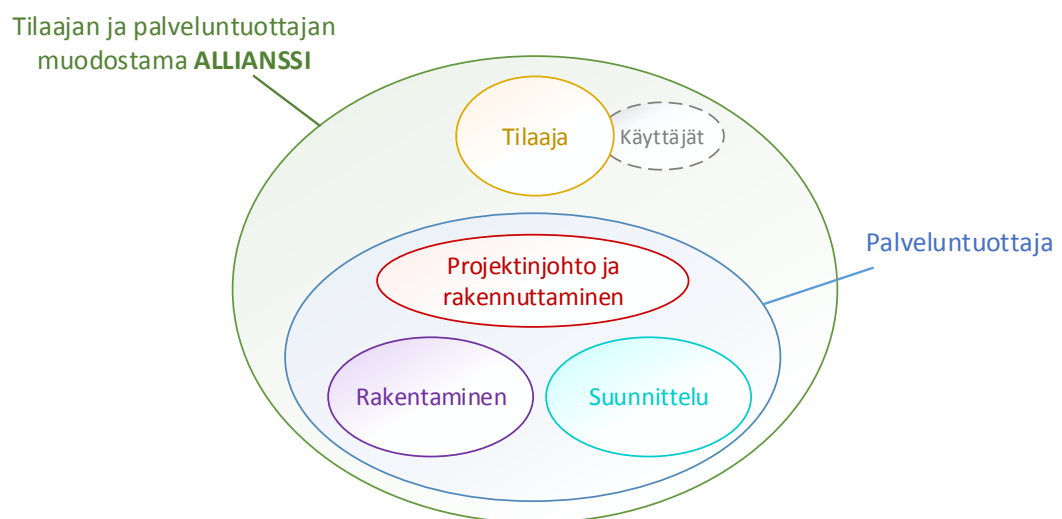 Tilaajan ja palveluntuottajan
muodostama ALLIANSSI
Tilaaja
Käyttäjät
Palveluntuottaja
Projektinjohto ja
rakennuttaminen
Rakentaminen
Suunnittelu